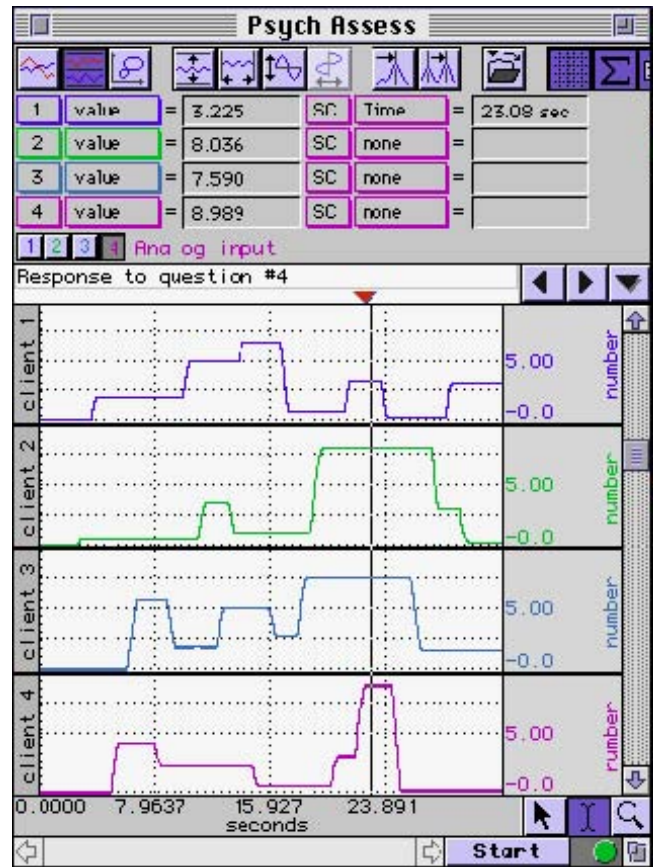 Psych Assess
1 value = 3.225 SC Time = 23.08 sec
2 value = 8.036 SC none =
3 value = 7.590 SC none =
4 value = 8.989 SC none =
1 2 3 4 Ana og input
Response to question #4
client 1 5.00 -0.0 number
client 2 5.00 -0.0 number
client 3 5.00 -0.0 number
client 4 5.00 -0.0 number
0.0000 7.9637 15.927 23.891
seconds
Start